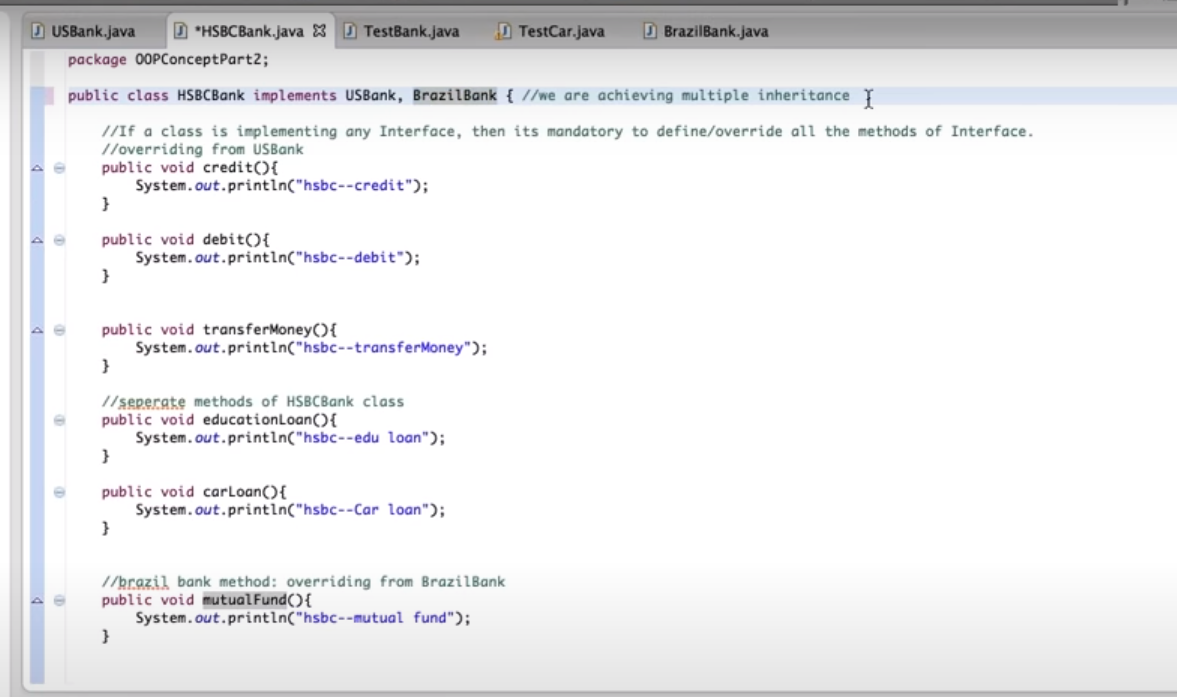 USBank.java *HSBCBank.java TestBank.java TestCar.java BrazilBank.java
package OOPConceptPart2;
public class HSBCBank implements USBank, BrazilBank { //we are achieving multiple inheritance
//If a class is implementing any Interface, then its mandatory to define/override all the methods of Interface.
//overriding from USBank
public void credit(){
System.out.println("hsbc--credit");
}
public void debit(){
System.out.println("hsbc--debit");
}
public void transferMoney(){
System.out.println("hsbc--transferMoney");
}
//seperate methods of HSBCBank class
public void educationLoan(){
System.out.println("hsbc--edu loan");
}
public void carLoan(){
System.out.println("hsbc--Car loan");
}
//brazil bank method: overriding from BrazilBank
public void mutualFund(){
System.out.println("hsbc--mutual fund");
}